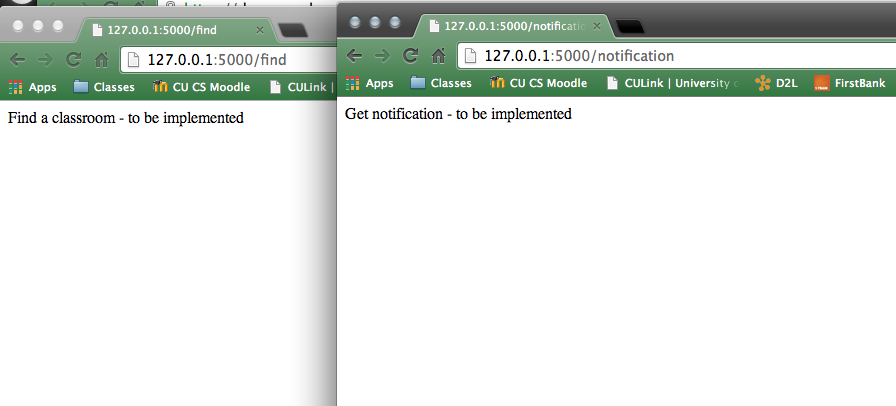 127.0.0.1:5000/find
127.0.0.1:5000/find
Apps Classes CU CS Moodle CULink |
Find a classroom - to be implemented
127.0.0.1:5000/notificatio
127.0.0.1:5000/notification
Apps Classes CU CS Moodle CULink | University D2L FirstBank
Get notification - to be implemented